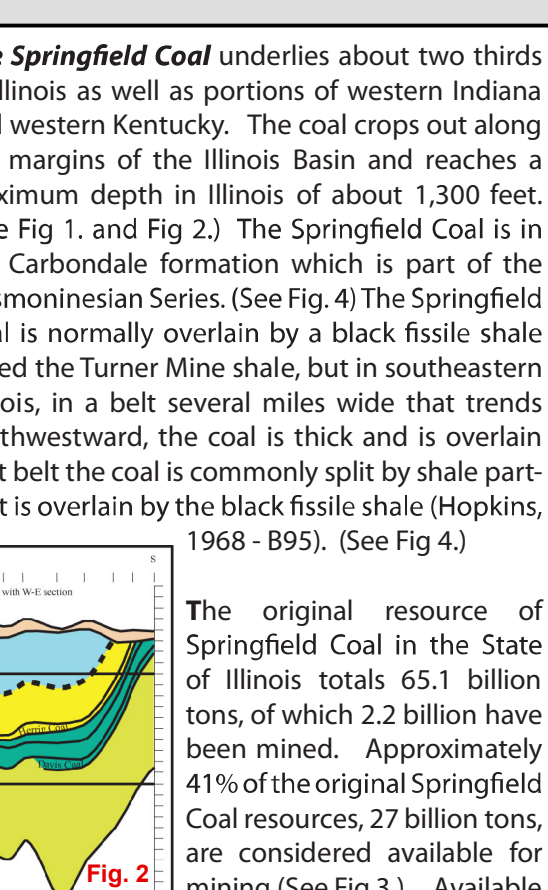 e Springfield Coal underlies about two thirds
llinois as well as portions of western Indiana
l western Kentucky. The coal crops out along
margins of the Illinois Basin and reaches a
ximum depth in Illinois of about 1,300 feet.
e Fig 1. and Fig 2.) The Springfield Coal is in
Carbondale formation which is part of the
smoninesian Series. (See Fig. 4) The Springfield
al is normally overlain by a black fissile shale
ed the Turner Mine shale, but in southeastern
ois, in a belt several miles wide that trends
thwestward, the coal is thick and is overlain
t belt the coal is commonly split by shale part-
t is overlain by the black fissile shale (Hopkins,
1968 - B95). (See Fig 4.)
S
with W-E section
Herrin Coal
Davis Coal
Fig. 2
The original resource of
Springfield Coal in the State
of Illinois totals 65.1 billion
tons, of which 2.2 billion have
been mined. Approximately
41% of the original Springfield
Coal resources, 27 billion tons,
are considered available for
mining (See Fig 3.) Available